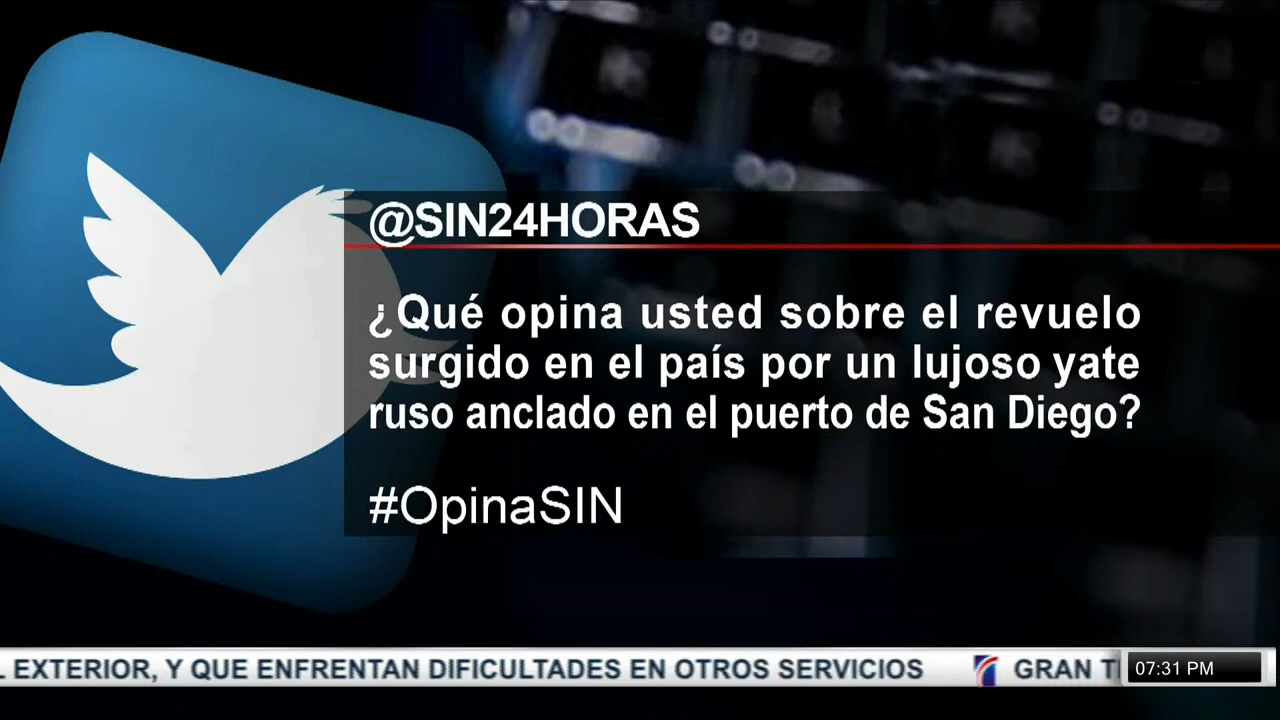 @SIN24HORAS
¿Qué opina usted sobre el revuelo
surgido en el país por un lujoso yate
ruso anclado en el puerto de San Diego?
#OpinaSIN
EXTERIOR, Y QUE ENFRENTAN DIFICULTADES EN OTROS SERVICIOS GRAN
07:31 PM